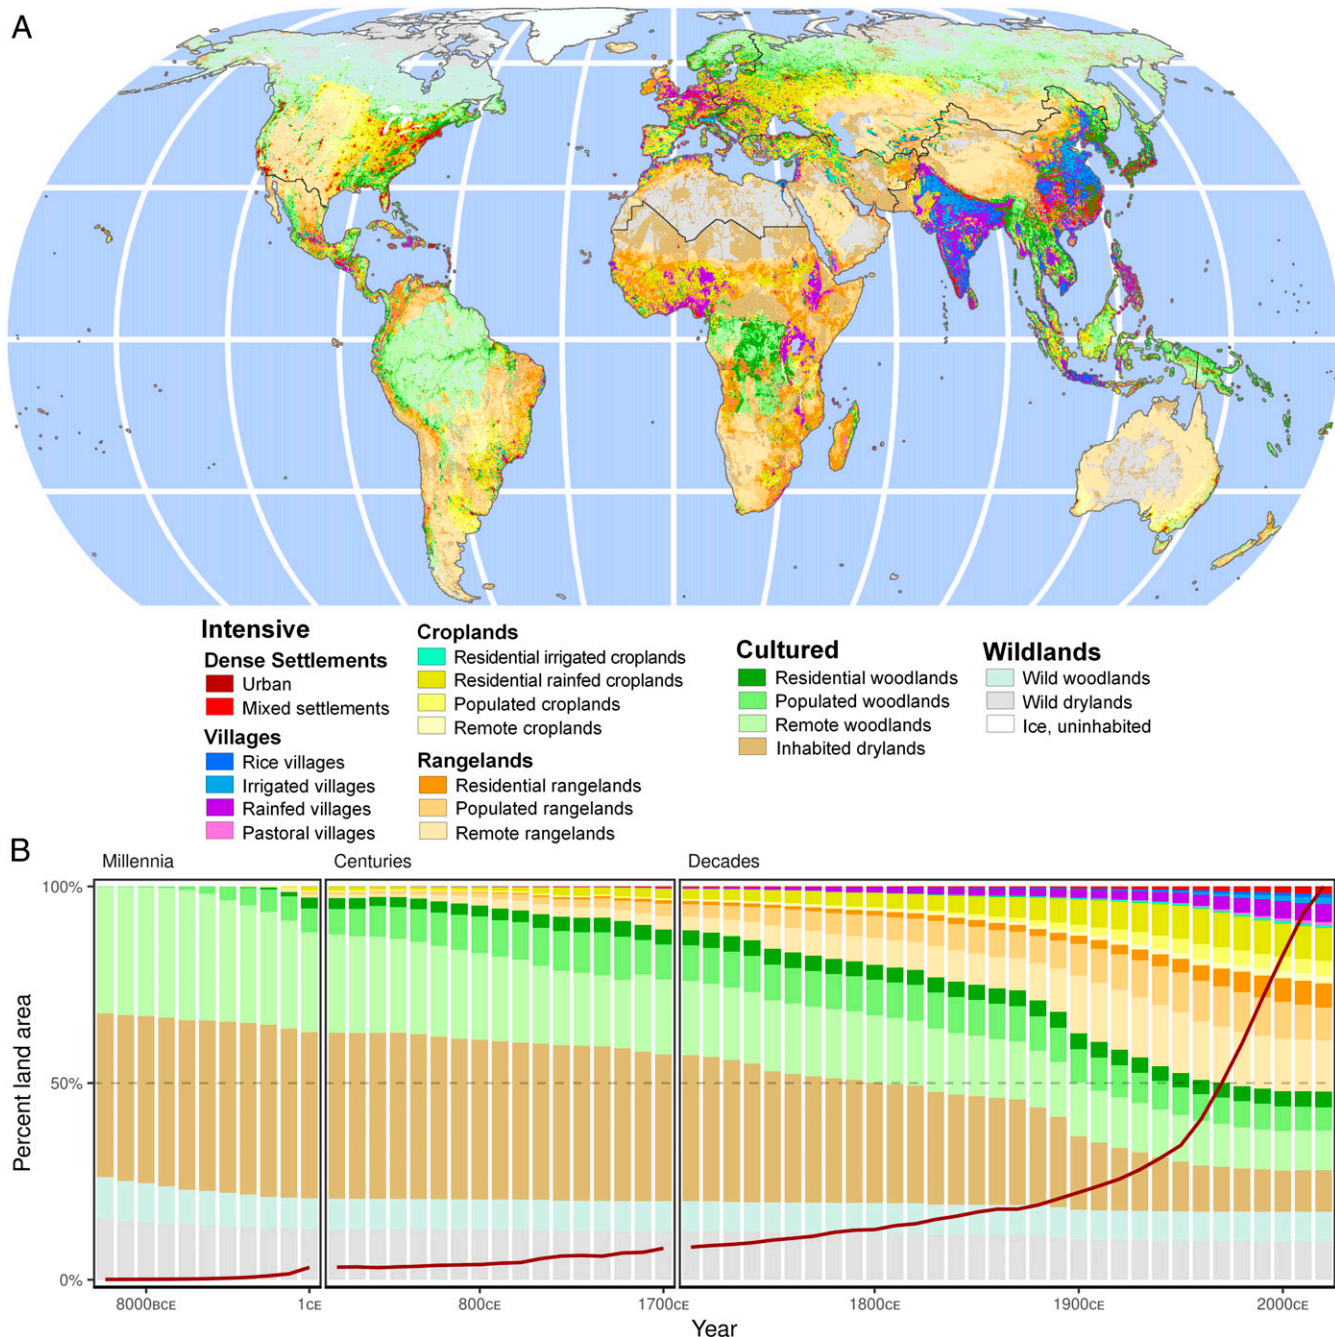 A
Intensive
Dense Settlements
Urban
Mixed settlements
Villages
Rice villages
Irrigated villages
Rainfed villages
Pastoral villages
Croplands
Residential irrigated croplands
Residential rainfed croplands
Populated croplands
Remote croplands
Rangelands
Residential rangelands
Populated rangelands
Remote rangelands
Cultured
Residential woodlands
Populated woodlands
Remote woodlands
Inhabited drylands
Wildlands
Wild woodlands
Wild drylands
Ice, uninhabited
B
Millennia
Centuries
Decades
100%
50%
0%
Percent land area
8000BCE
1CE
800CE
1700CE
1800CE
1900CE
2000CE
Year